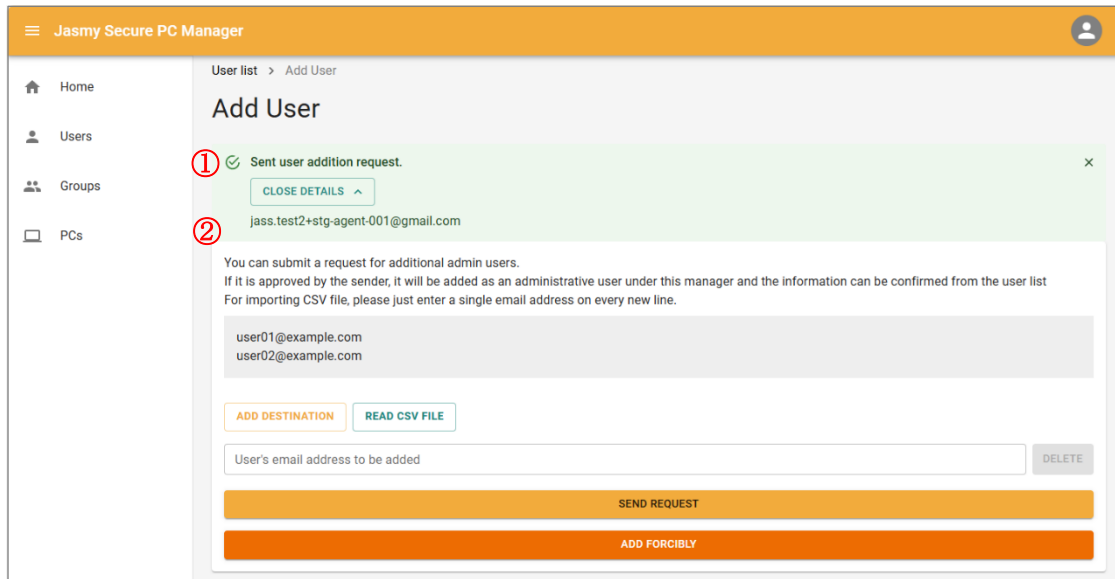 Jasmy Secure PC Manager
User list > Add User
Home
Add User
Users
① Sent user addition request.
Groups
CLOSE DETAILS
② jass.test2+stg-agent-001@gmail.com
PCs
You can submit a request for additional admin users.
If it is approved by the sender, it will be added as an administrative user under this manager and the information can be confirmed from the user list
For importing CSV file, please just enter a single email address on every new line.
user01@example.com
user02@example.com
ADD DESTINATION
READ CSV FILE
User's email address to be added
DELETE
SEND REQUEST
ADD FORCIBLY